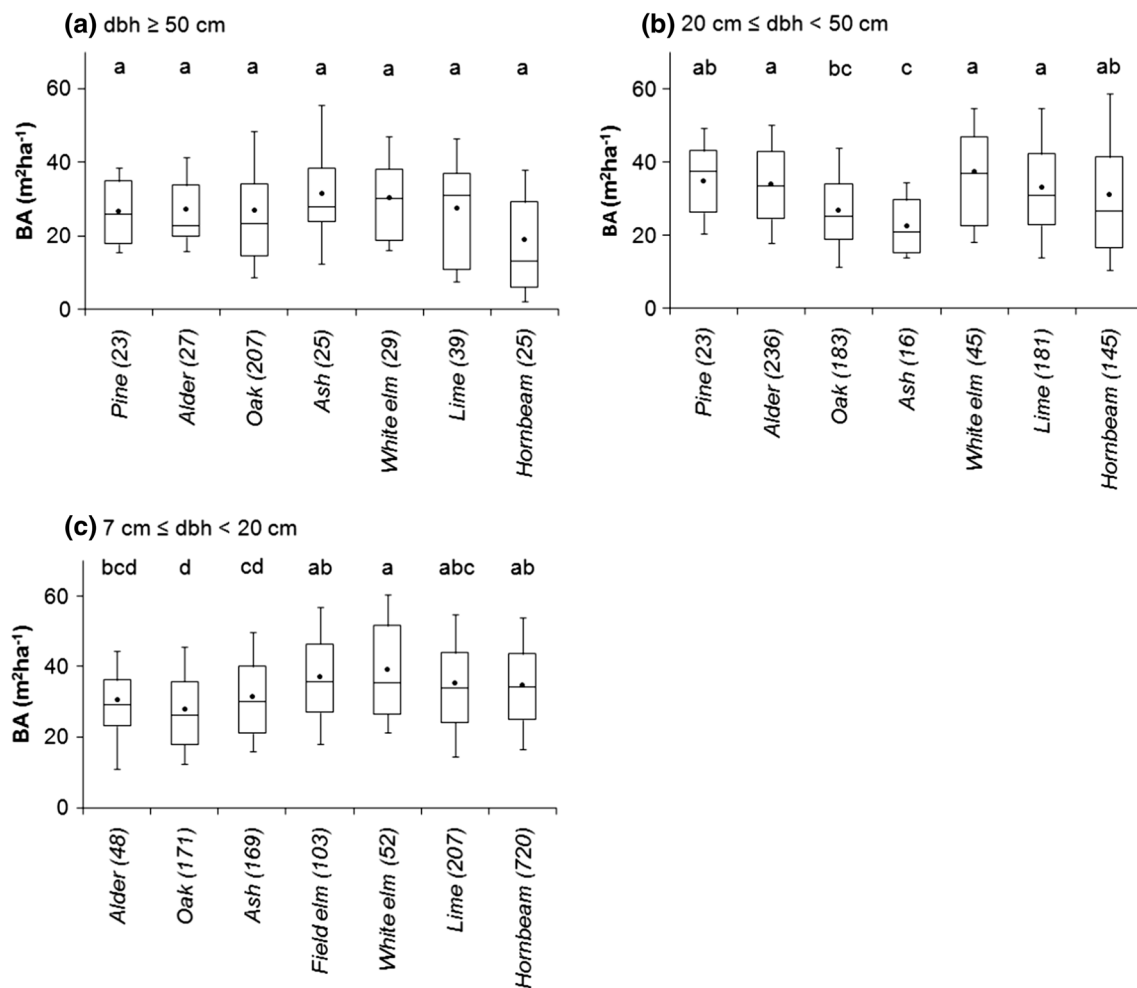 (a) dbh ≥ 50 cm
a a a a a a a
BA (m²ha⁻¹)
60
40
20
0
Pine (23)
Alder (27)
Oak (207)
Ash (25)
White elm (29)
Lime (39)
Hornbeam (25)
(b) 20 cm ≤ dbh < 50 cm
ab a bc c a a ab
BA (m²ha⁻¹)
60
40
20
0
Pine (23)
Alder (236)
Oak (183)
Ash (16)
White elm (45)
Lime (181)
Hornbeam (145)
(c) 7 cm ≤ dbh < 20 cm
bcd d cd ab a abc ab
BA (m²ha⁻¹)
60
40
20
0
Alder (48)
Oak (171)
Ash (169)
Field elm (103)
White elm (52)
Lime (207)
Hornbeam (720)